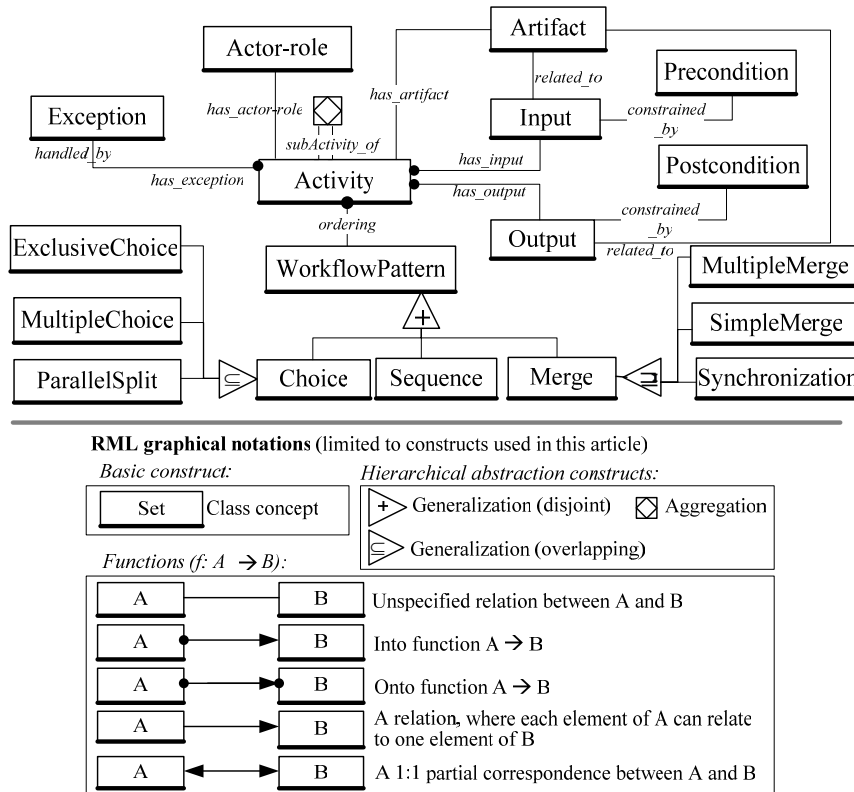 Artifact
Actor-role
Precondition
related_to
has_artifact
has_actor-role
Exception
Input
constrained
_by
handled_by
subActivity_of
Postcondition
has_input
has_exception
Activity
has_output
constrained
_by
ordering
ExclusiveChoice
Output
related_to
WorkflowPattern
MultipleMerge
MultipleChoice
+
SimpleMerge
ParallelSplit
⊆
Choice
Sequence
Merge
⊇
Synchronization
RML graphical notations (limited to constructs used in this article)
Basic construct:
Hierarchical abstraction constructs:
Set
Class concept
+
Generalization (disjoint)
Aggregation
⊆
Generalization (overlapping)
Functions (f: A → B):
A
B
Unspecified relation between A and B
A
B
Into function A → B
A
B
Onto function A → B
A
B
A relation, where each element of A can relate
to one element of B
A
B
A 1:1 partial correspondence between A and B